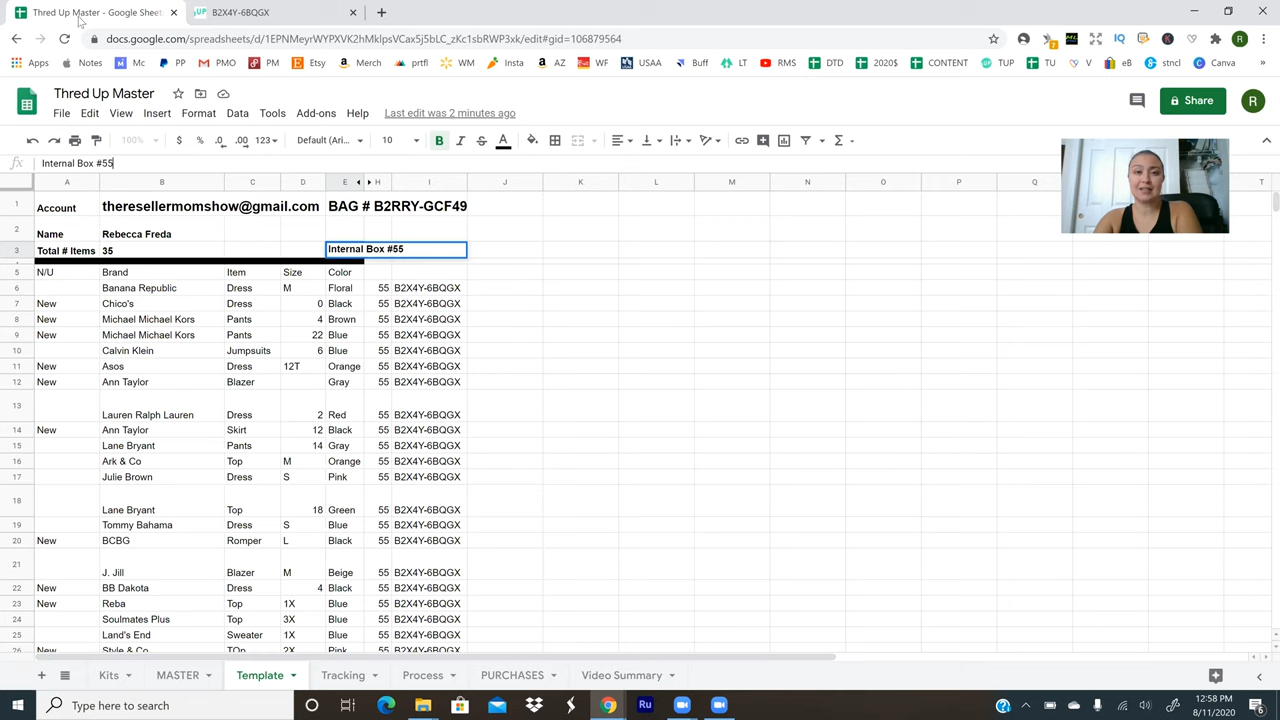 Thred Up Master - Google Sheet
UP B2X4Y-6BQGX
docs.google.com/spreadsheets/d/1EPNMeyrWYPXVK2hMklpsVCax5j5bLC_zKc1sbRWP3xk/edit#gid=106879564
Apps Notes Mc PP PMO PM Etsy Merch prtfl WM Insta AZ WF USAA Buff LT RMS DTD 2020$ CONTENT TUP TU V eB stncl Canva
Thred Up Master
File Edit View Insert Format Data Tools Add-ons Help Last edit was 2 minutes ago
Share
R
100% $ % .0 .00 123 Default (Ari... 10 B I S A
fx Internal Box #55
A B C D E H I J K L M N O P Q T
1 Account theresellermomshow@gmail.com BAG # B2RRY-GCF49
2 Name Rebecca Freda
3 Total # Items 35 Internal Box #55
5 N/U Brand Item Size Color
6 Banana Republic Dress M Floral 55 B2X4Y-6BQGX
7 New Chico's Dress 0 Black 55 B2X4Y-6BQGX
8 New Michael Michael Kors Pants 4 Brown 55 B2X4Y-6BQGX
9 New Michael Michael Kors Pants 22 Blue 55 B2X4Y-6BQGX
10 Calvin Klein Jumpsuits 6 Blue 55 B2X4Y-6BQGX
11 New Asos Dress 12T Orange 55 B2X4Y-6BQGX
12 New Ann Taylor Blazer Gray 55 B2X4Y-6BQGX
13 Lauren Ralph Lauren Dress 2 Red 55 B2X4Y-6BQGX
14 New Ann Taylor Skirt 12 Black 55 B2X4Y-6BQGX
15 Lane Bryant Pants 14 Gray 55 B2X4Y-6BQGX
16 Ark & Co Top M Orange 55 B2X4Y-6BQGX
17 Julie Brown Dress S Pink 55 B2X4Y-6BQGX
18 Lane Bryant Top 18 Green 55 B2X4Y-6BQGX
19 Tommy Bahama Dress S Blue 55 B2X4Y-6BQGX
20 New BCBG Romper L Black 55 B2X4Y-6BQGX
21 J. Jill Blazer M Beige 55 B2X4Y-6BQGX
22 New BB Dakota Dress 4 Black 55 B2X4Y-6BQGX
23 New Reba Top 1X Blue 55 B2X4Y-6BQGX
24 Soulmates Plus Top 3X Blue 55 B2X4Y-6BQGX
25 Land's End Sweater 1X Blue 55 B2X4Y-6BQGX
26 New Style & Co TOp 2X Pink 55 B2X4Y-6BQGX
Kits MASTER Template Tracking Process PURCHASES Video Summary
Type here to search
Ru
12:58 PM
8/11/2020
6